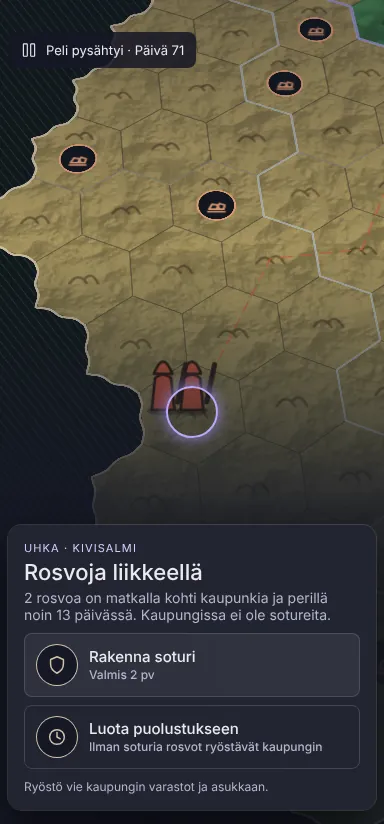 Peli pysähtyi · Päivä 71
UHKA · KIVISALMI
Rosvoja liikkeellä
2 rosvoa on matkalla kohti kaupunkia ja perillä
noin 13 päivässä. Kaupungissa ei ole sotureita.
Rakenna soturi
Valmis 2 pv
Luota puolustukseen
Ilman soturia rosvot ryöstävät kaupungin
Ryöstö vie kaupungin varastot ja asukkaan.